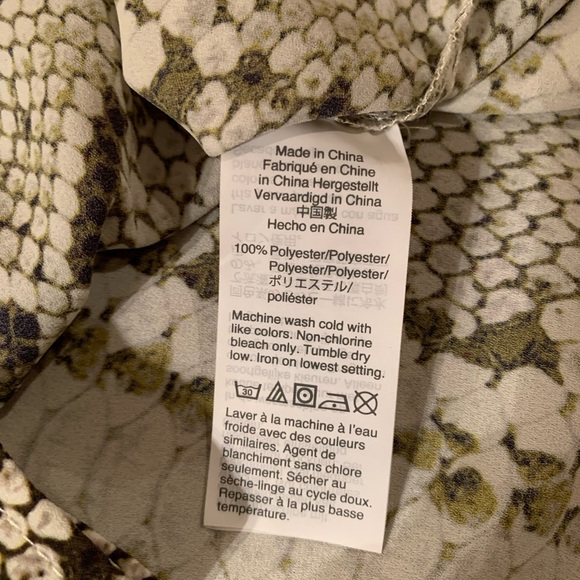 Made in China
Fabriqué en Chine
in China Hergestellt
Vervaardigd in China
中国製
Hecho en China
100% Polyester/Polyester/
Polyester/Polyester/
ポリエステル/
poliéster
Machine wash cold with
like colors. Non-chlorine
bleach only. Tumble dry
low. Iron on lowest setting.
30
Laver à la machine à l'eau
froide avec des couleurs
similaires. Agent de
blanchiment sans chlore
seulement. Sécher au
sèche-linge au cycle doux.
Repasser à la plus basse
température.